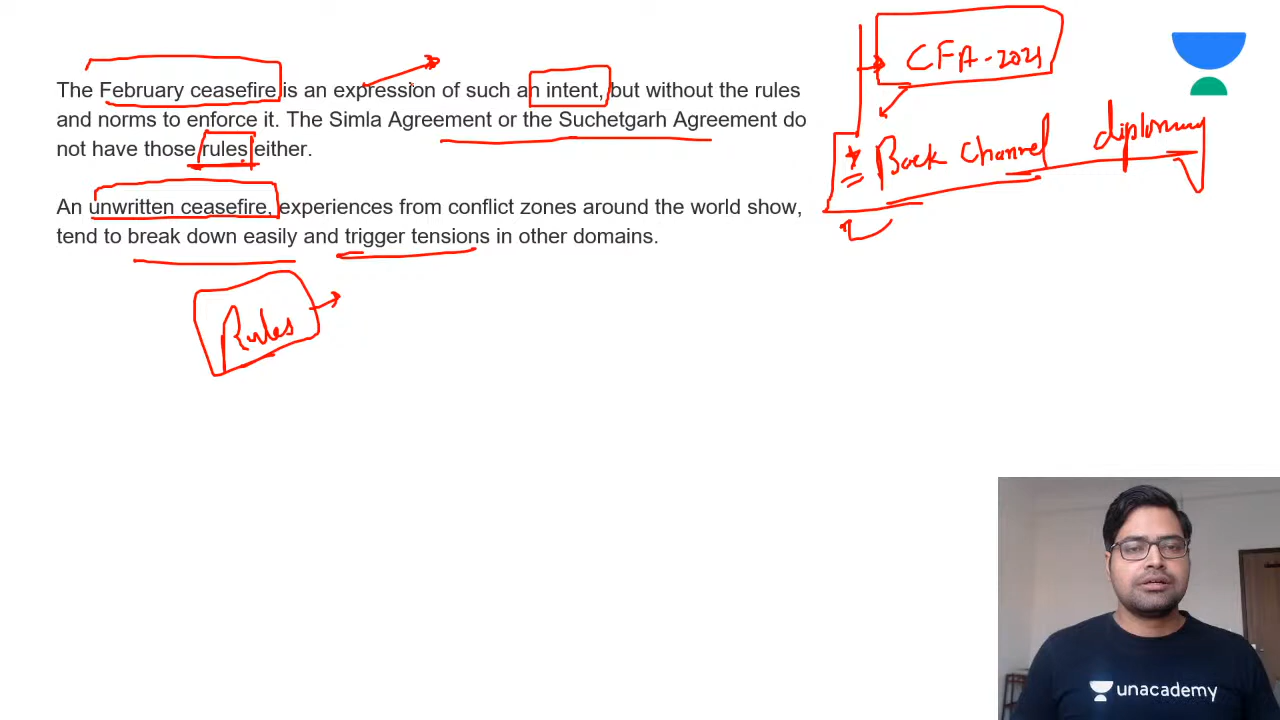 The February ceasefire is an expression of such an intent, but without the rules
and norms to enforce it. The Simla Agreement or the Suchetgarh Agreement do
not have those rules either.
An unwritten ceasefire, experiences from conflict zones around the world show,
tend to break down easily and trigger tensions in other domains.
Rules
CFA-2021
Back Channel diplomacy
unacademy